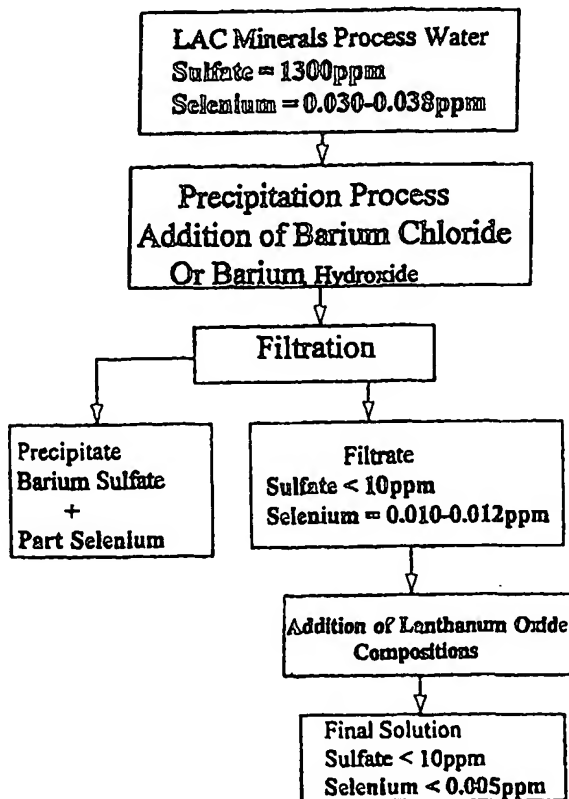 LAC Minerals Process Water
Sulfate = 1300ppm
Selenium = 0.030-0.038ppm
Precipitation Process
Addition of Barium Chloride
Or Barium Hydroxide
Filtration
Precipitate
Barium Sulfate
+
Part Selenium
Filtrate
Sulfate < 10ppm
Selenium = 0.010-0.012ppm
Addition of Lanthanum Oxide
Compositions
Final Solution
Sulfate < 10ppm
Selenium < 0.005ppm